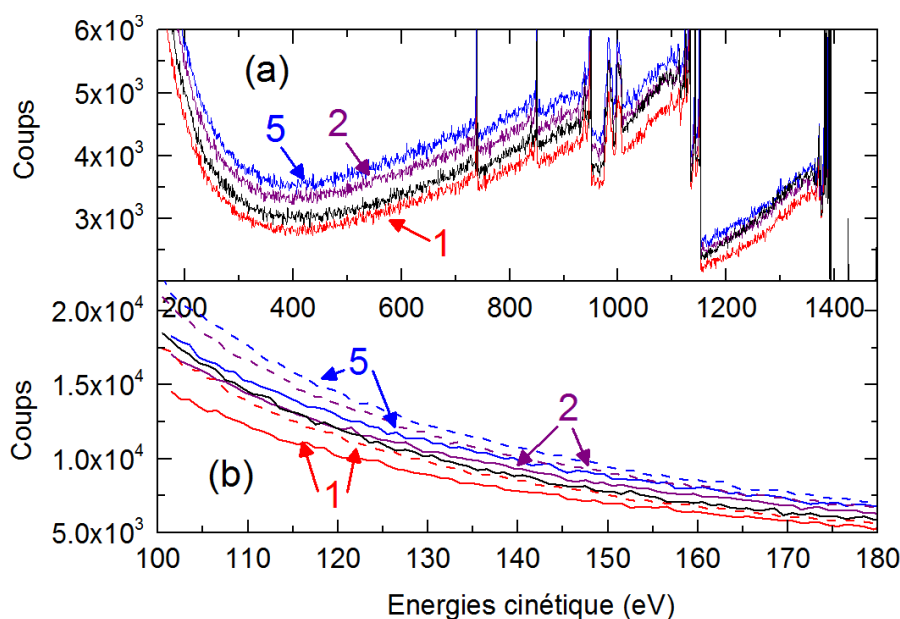 6x10³
(a)
5x10³
2
5
Coups
4x10³
3x10³
1
200 400 600 800 1000 1200 1400
2.0x10⁴
5
Coups
1.5x10⁴
2
1.0x10⁴
(b)
1
5.0x10³
100 110 120 130 140 150 160 170 180
Energies cinétique (eV)